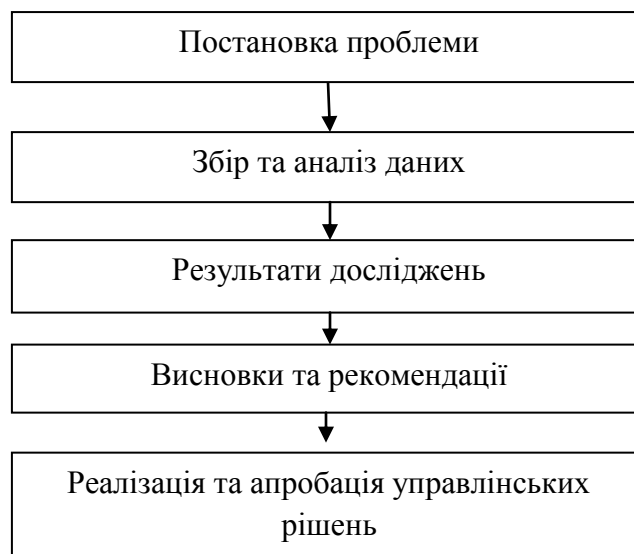 Постановка проблеми
Збір та аналіз даних
Результати досліджень
Висновки та рекомендації
Реалізація та апробація управлінських
рішень